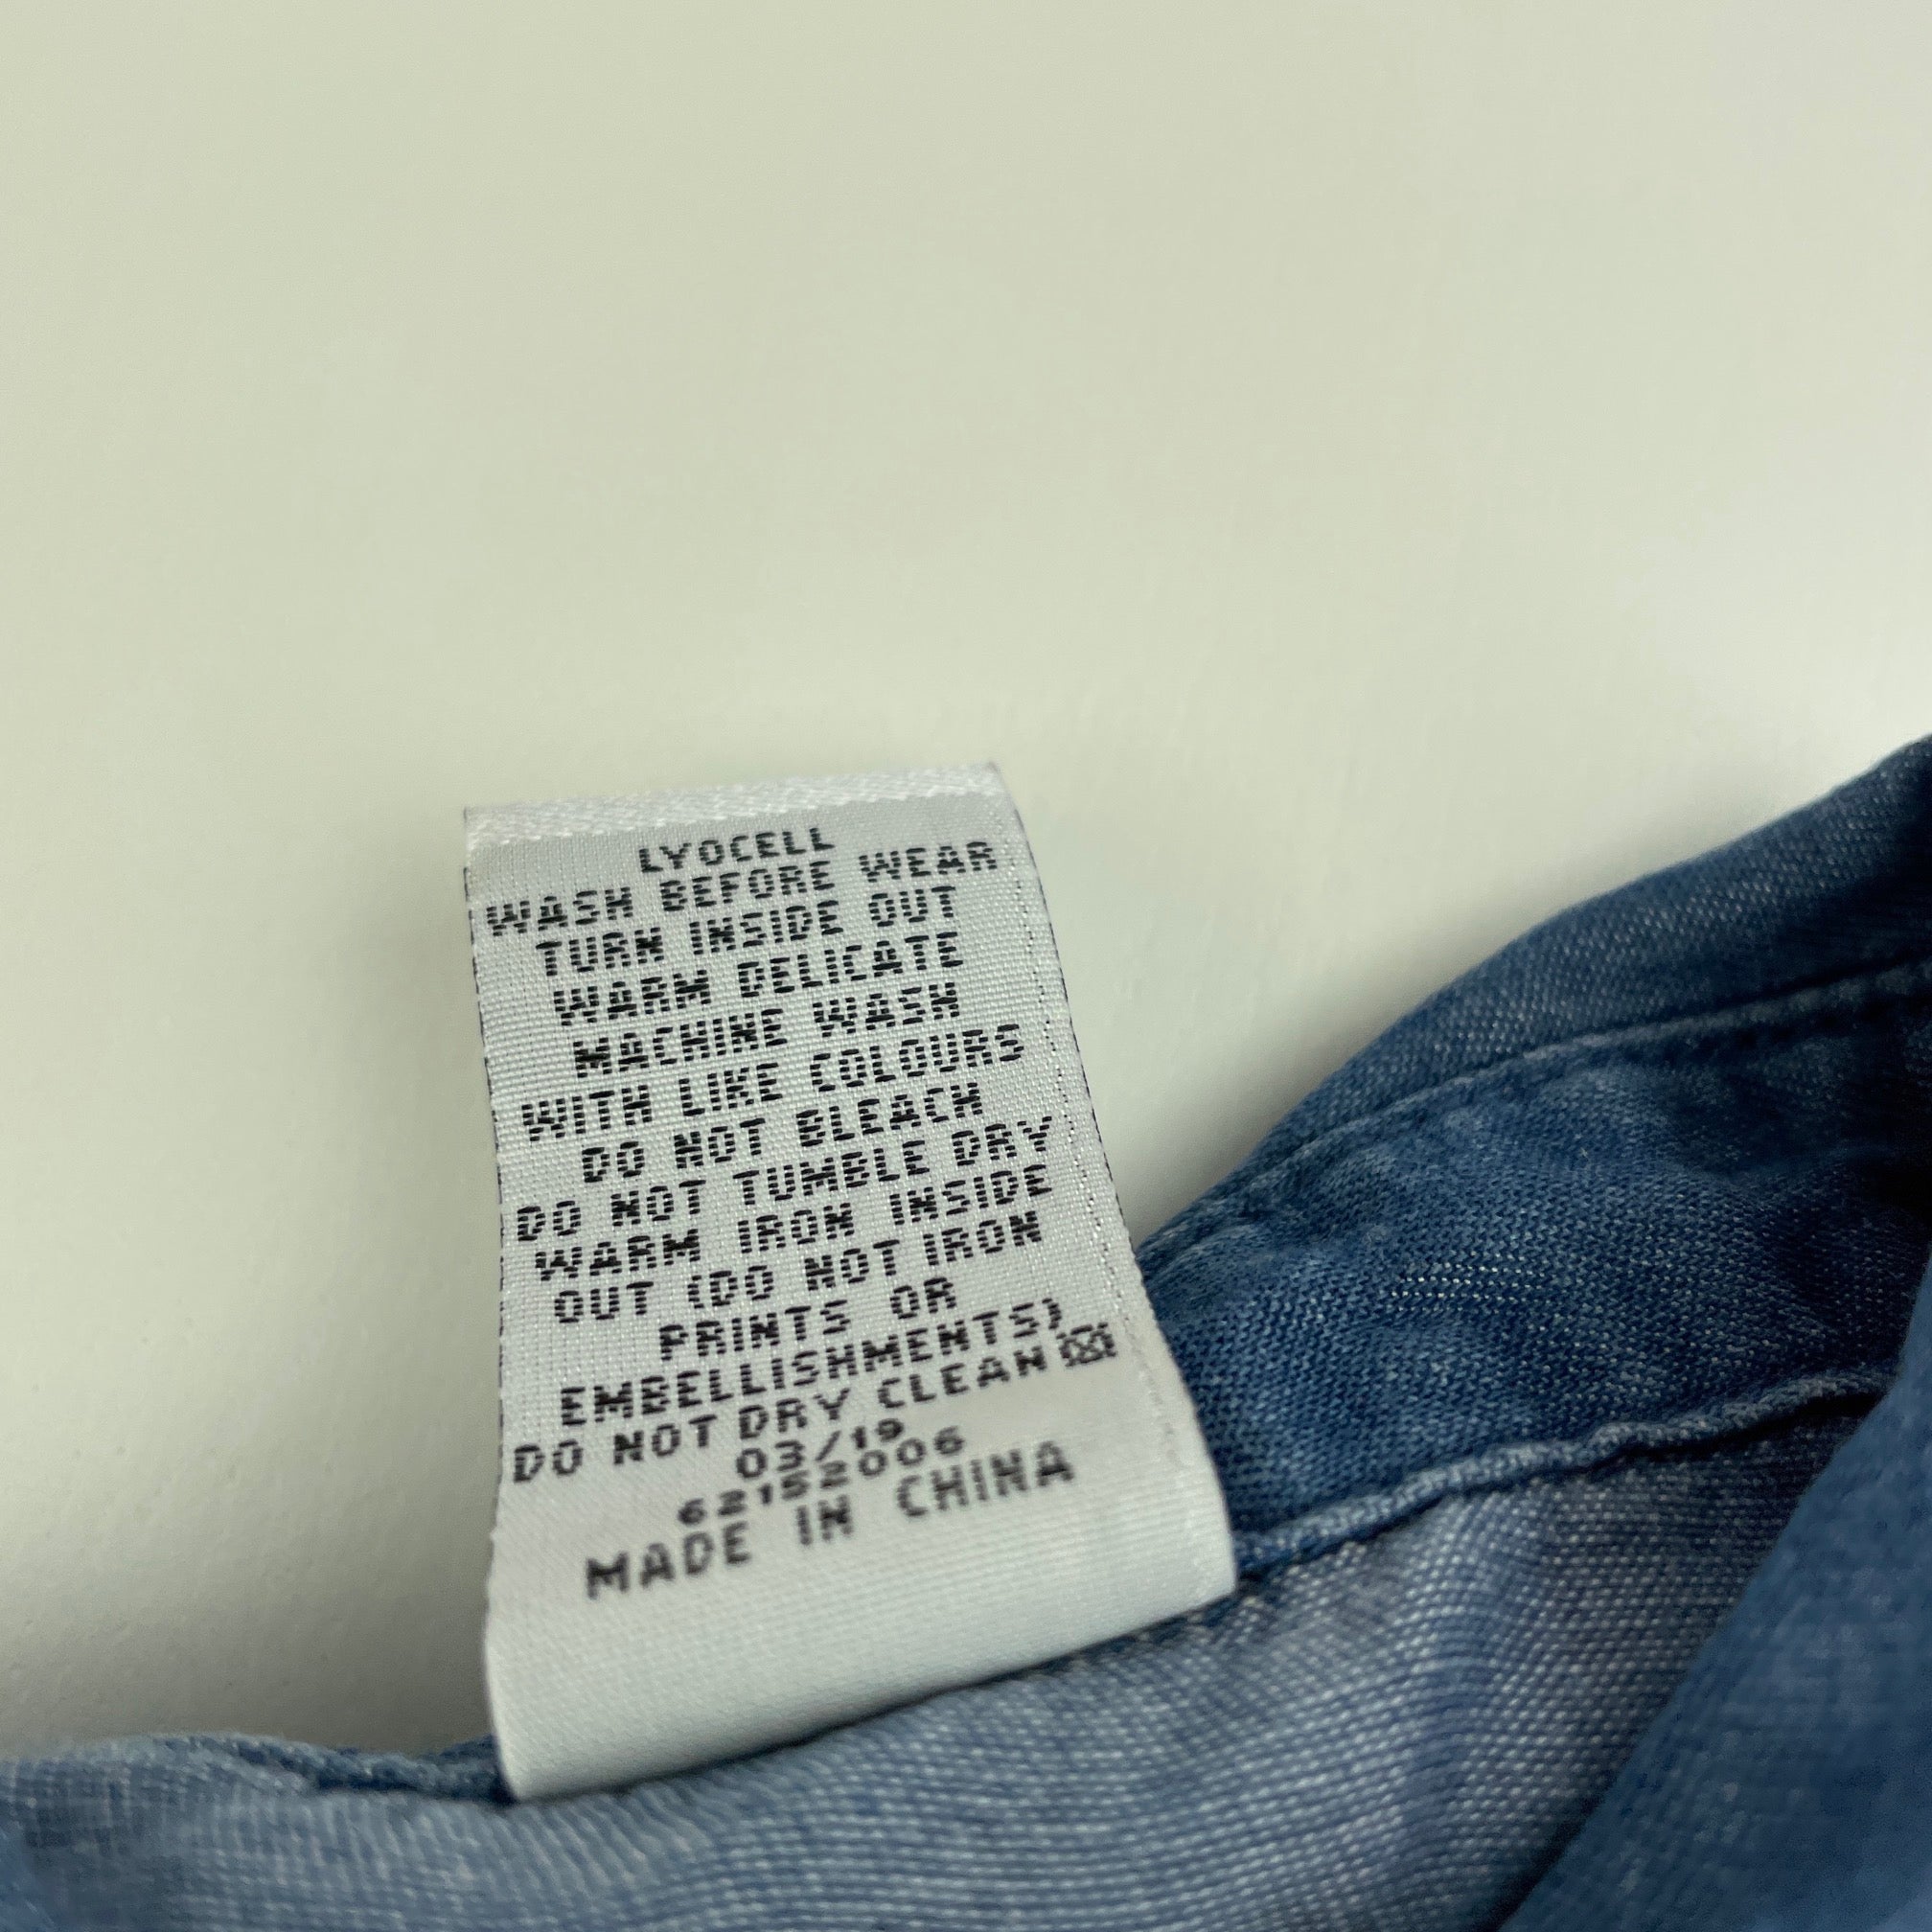 LYOCELL
WASH BEFORE WEAR
TURN INSIDE OUT
WARM DELICATE
MACHINE WASH
WITH LIKE COLOURS
DO NOT BLEACH
DO NOT TUMBLE DRY
WARM IRON INSIDE
OUT (DO NOT IRON
PRINTS OR
EMBELLISHMENTS)
DO NOT DRY CLEAN
03/19
62152006
MADE IN CHINA